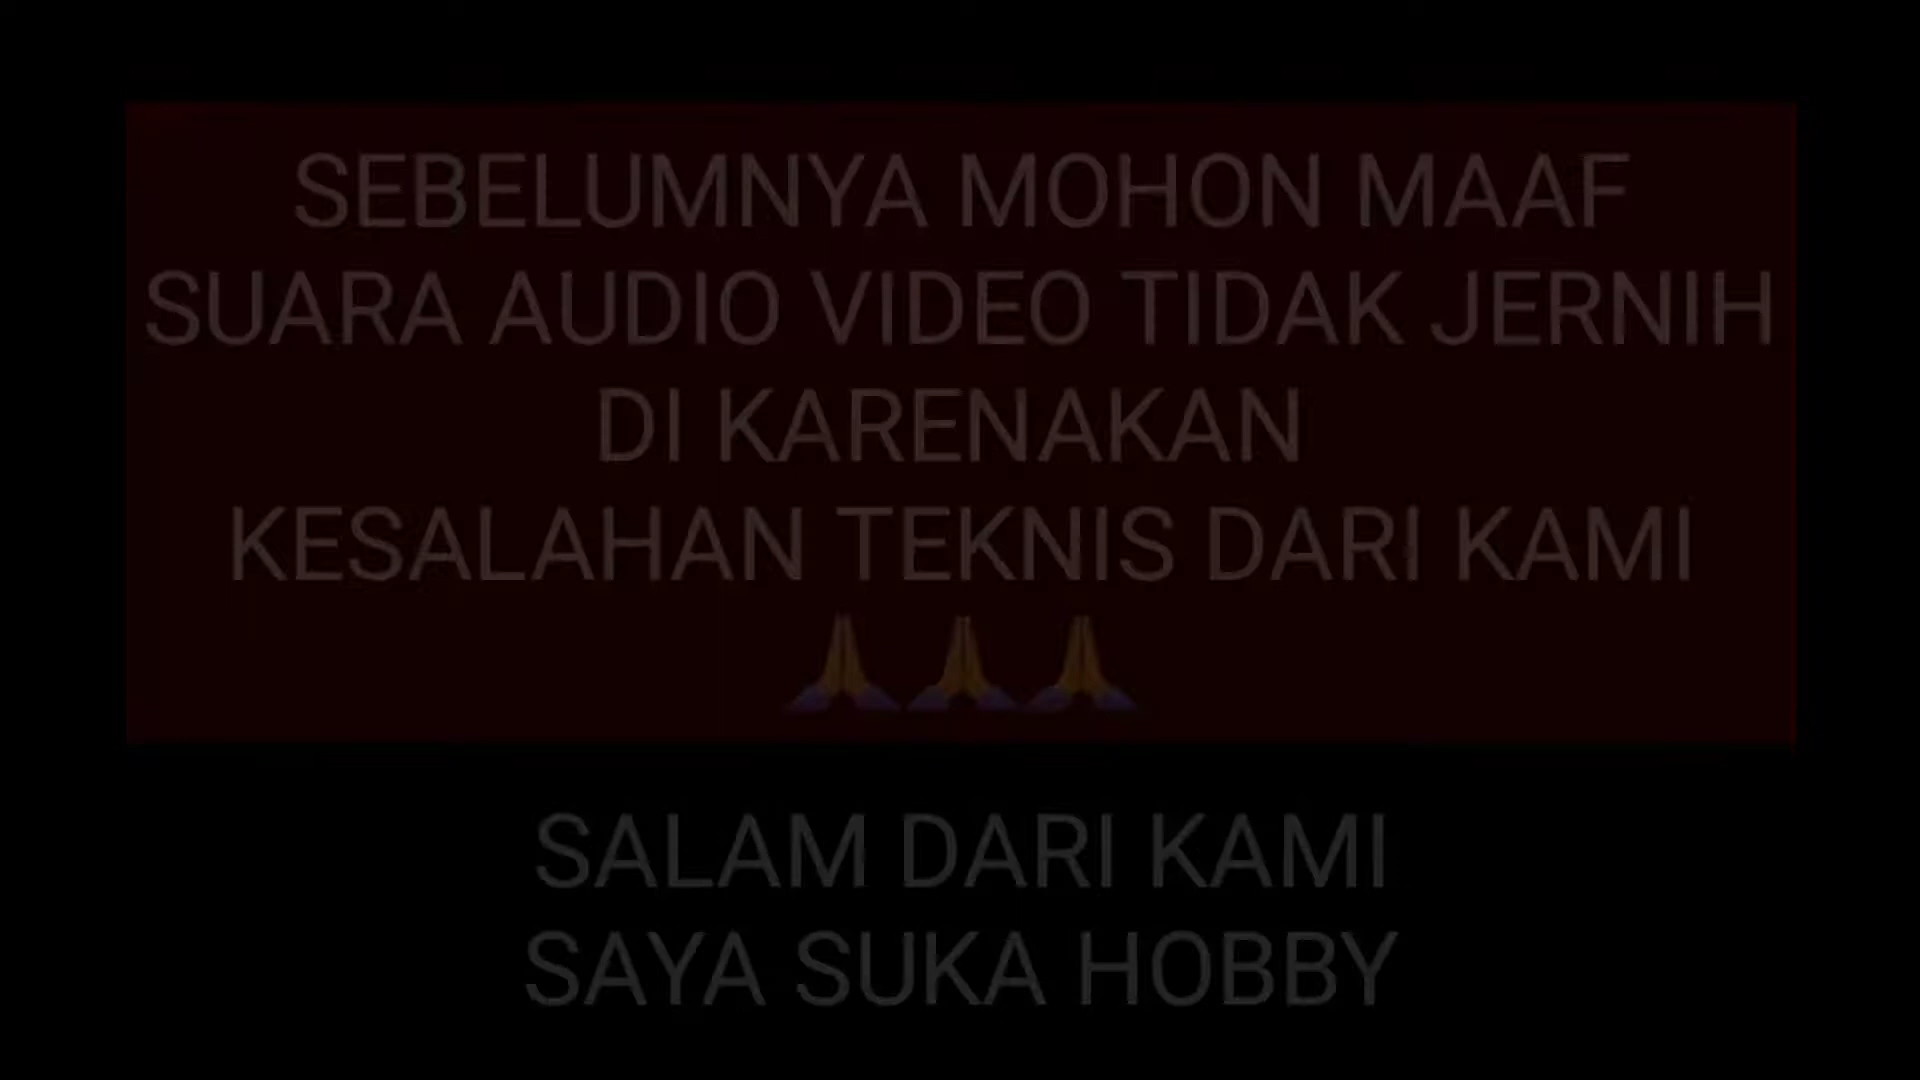 SEBELUMNYA MOHON MAAF
SUARA AUDIO VIDEO TIDAK JERNIH
DI KARENAKAN
KESALAHAN TEKNIS DARI KAMI
🙏🙏🙏
SALAM DARI KAMI
SAYA SUKA HOBBY